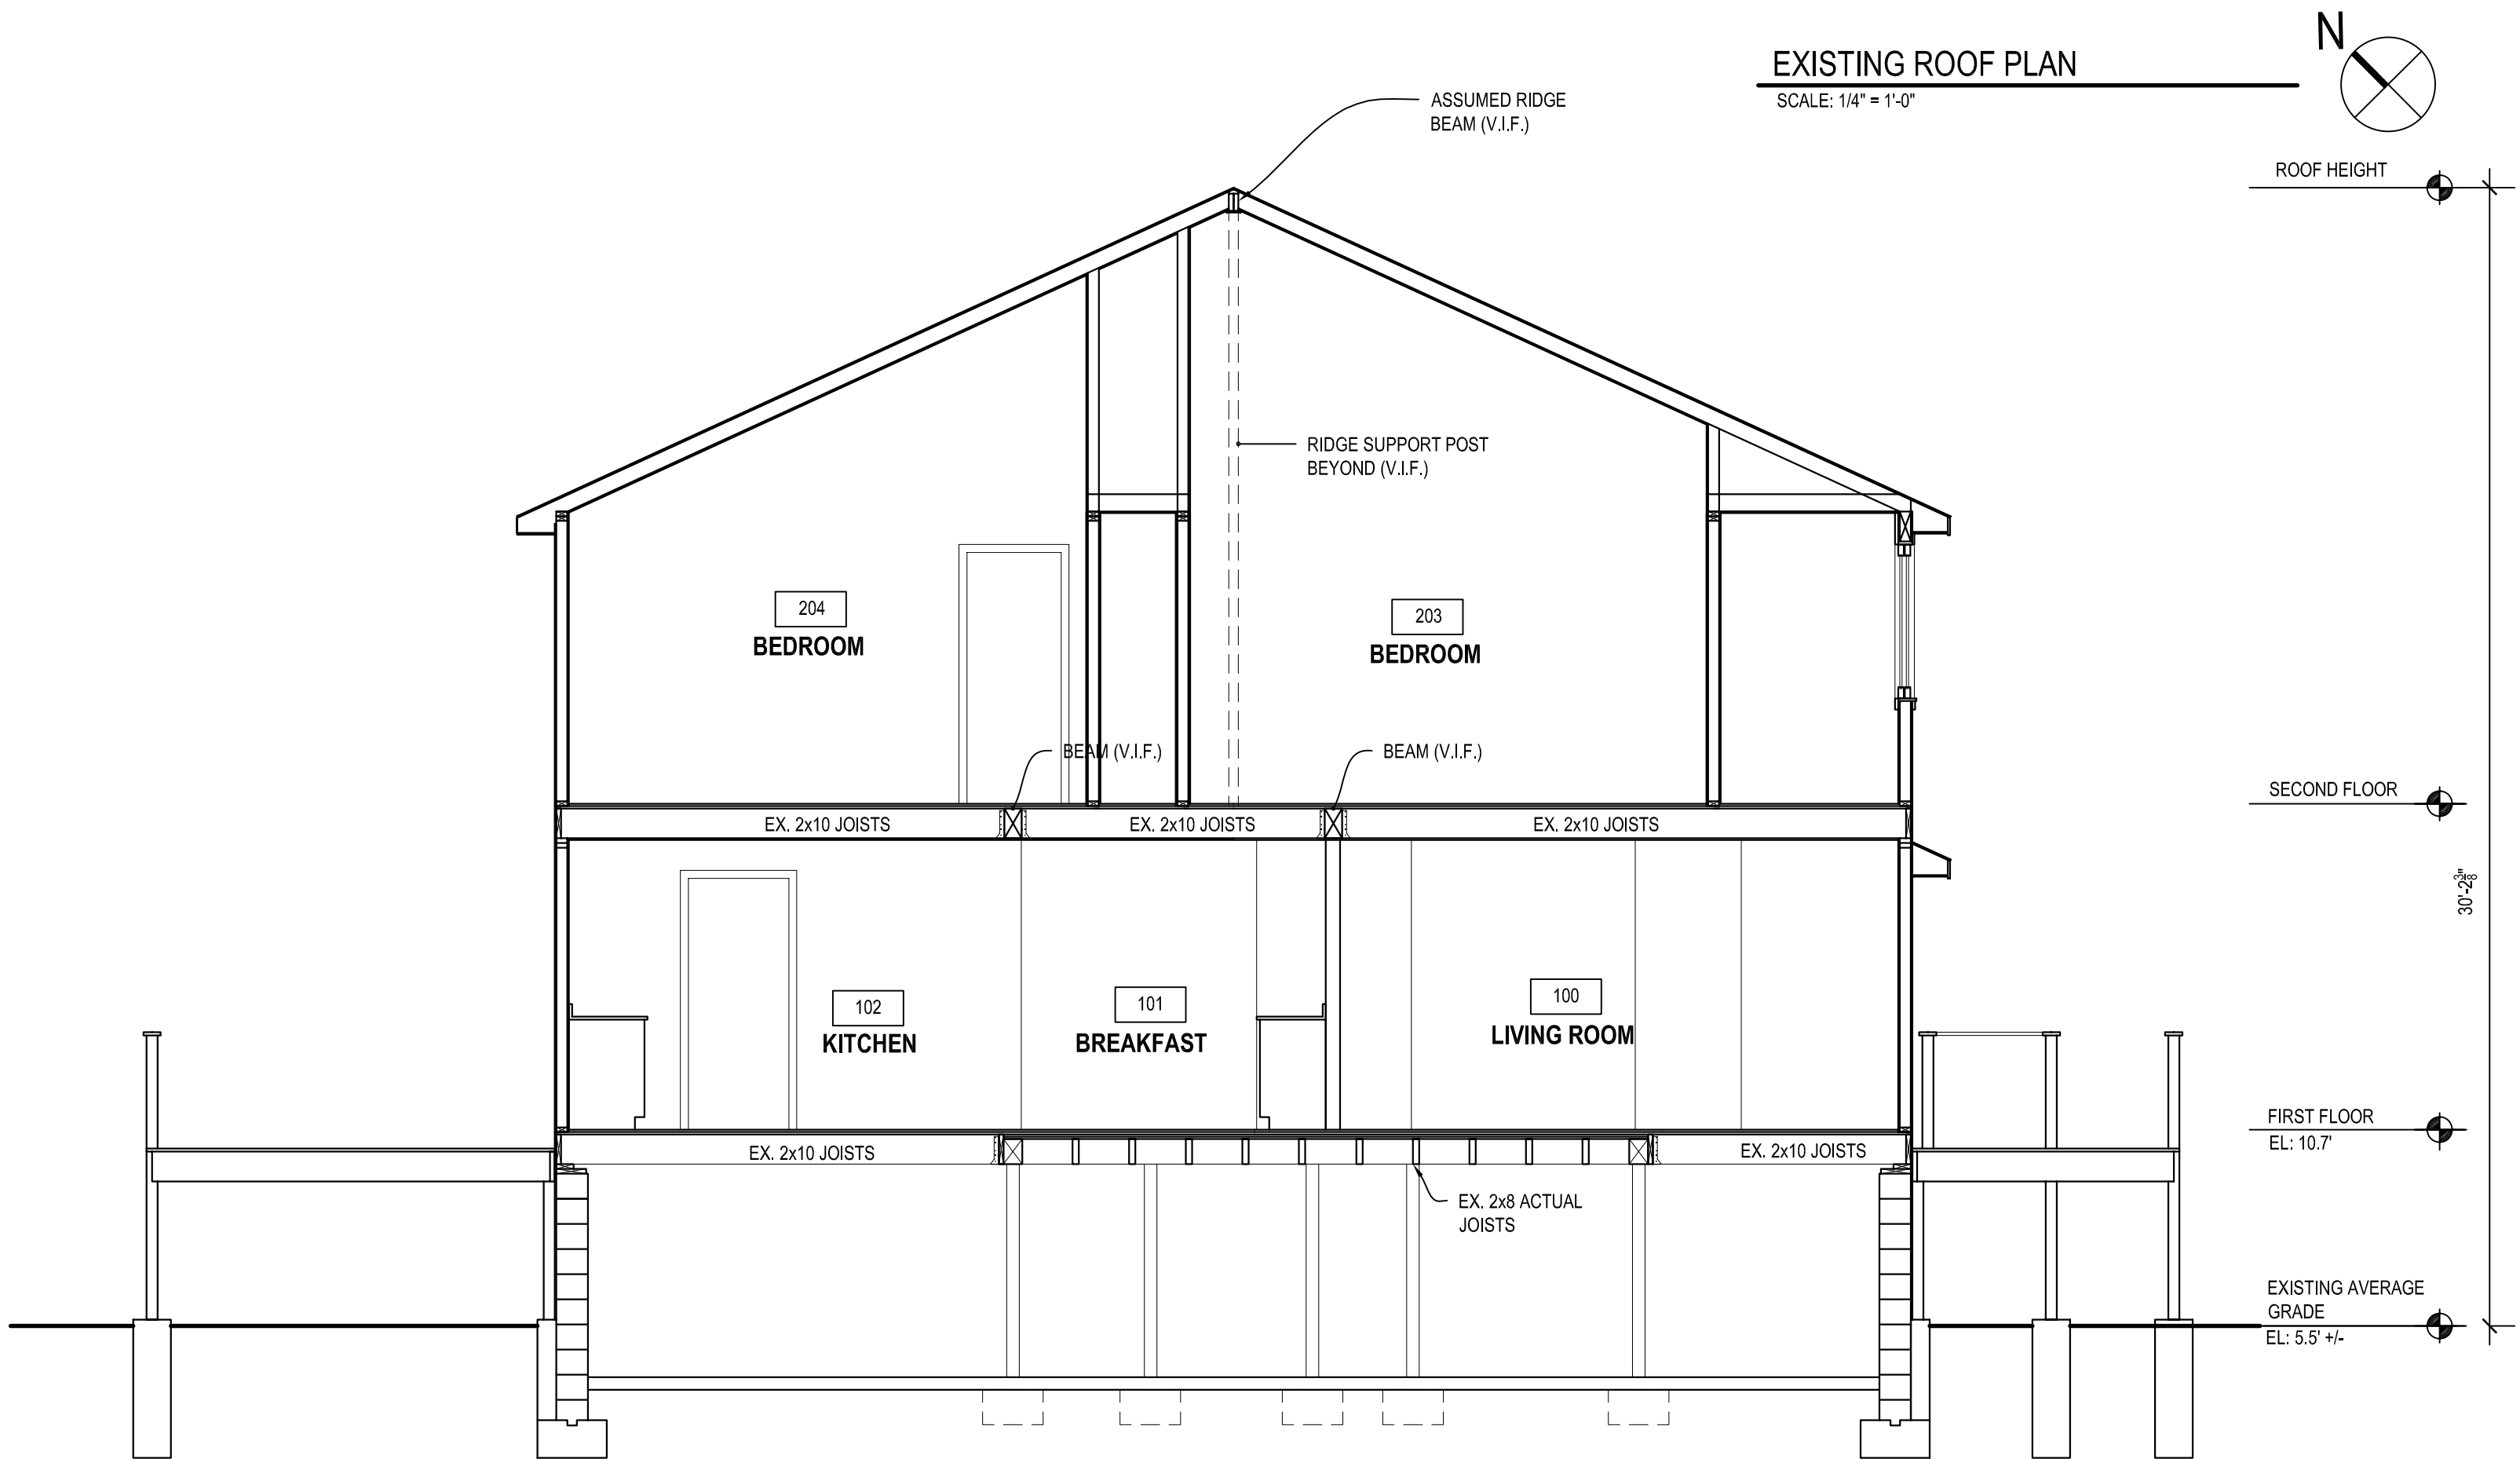 N
EXISTING ROOF PLAN
SCALE: 1/4" = 1'-0"
ASSUMED RIDGE
BEAM (V.I.F.)
ROOF HEIGHT
RIDGE SUPPORT POST
BEYOND (V.I.F.)
204
BEDROOM
203
BEDROOM
BEAM (V.I.F.)
BEAM (V.I.F.)
SECOND FLOOR
EX. 2x10 JOISTS
EX. 2x10 JOISTS
EX. 2x10 JOISTS
30'-2 3/8"
102
KITCHEN
101
BREAKFAST
100
LIVING ROOM
FIRST FLOOR
EL: 10.7'
EX. 2x10 JOISTS
EX. 2x10 JOISTS
EX. 2x8 ACTUAL
JOISTS
EXISTING AVERAGE
GRADE
EL: 5.5' +/-